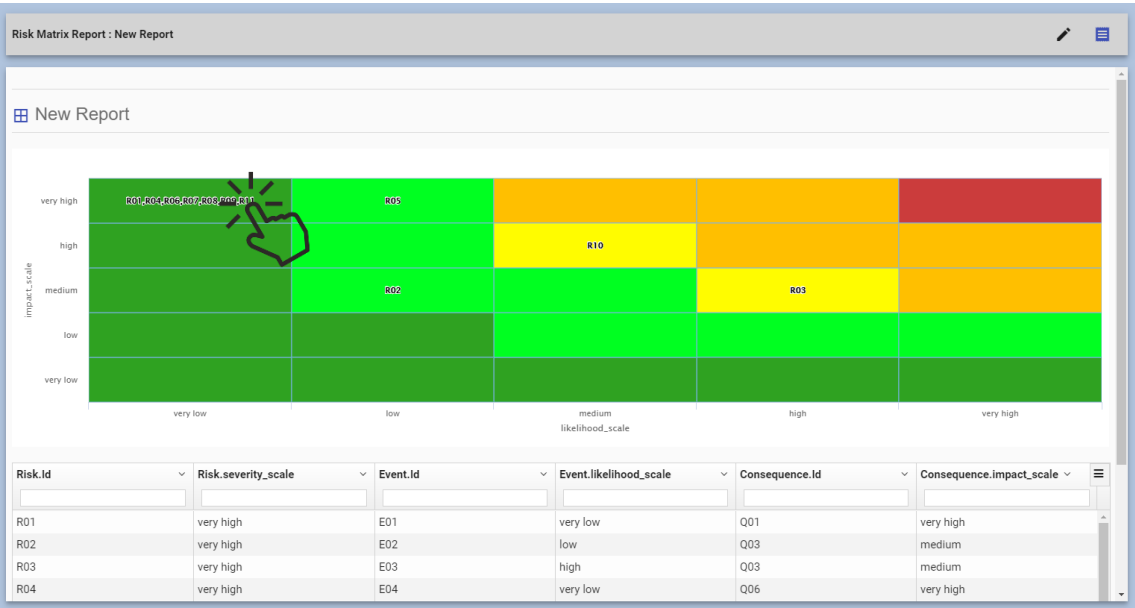 Risk Matrix Report : New Report
New Report
very high
R01,R04,R06,R07,R08,R09,R11
R05
high
R10
impact_scale
medium
R02
R03
low
very low
very low
low
medium
high
very high
likelihood_scale
Risk.Id
Risk.severity_scale
Event.Id
Event.likelihood_scale
Consequence.Id
Consequence.impact_scale
R01 very high E01 very low Q01 very high
R02 very high E02 low Q03 medium
R03 very high E03 high Q03 medium
R04 very high E04 very low Q06 very high